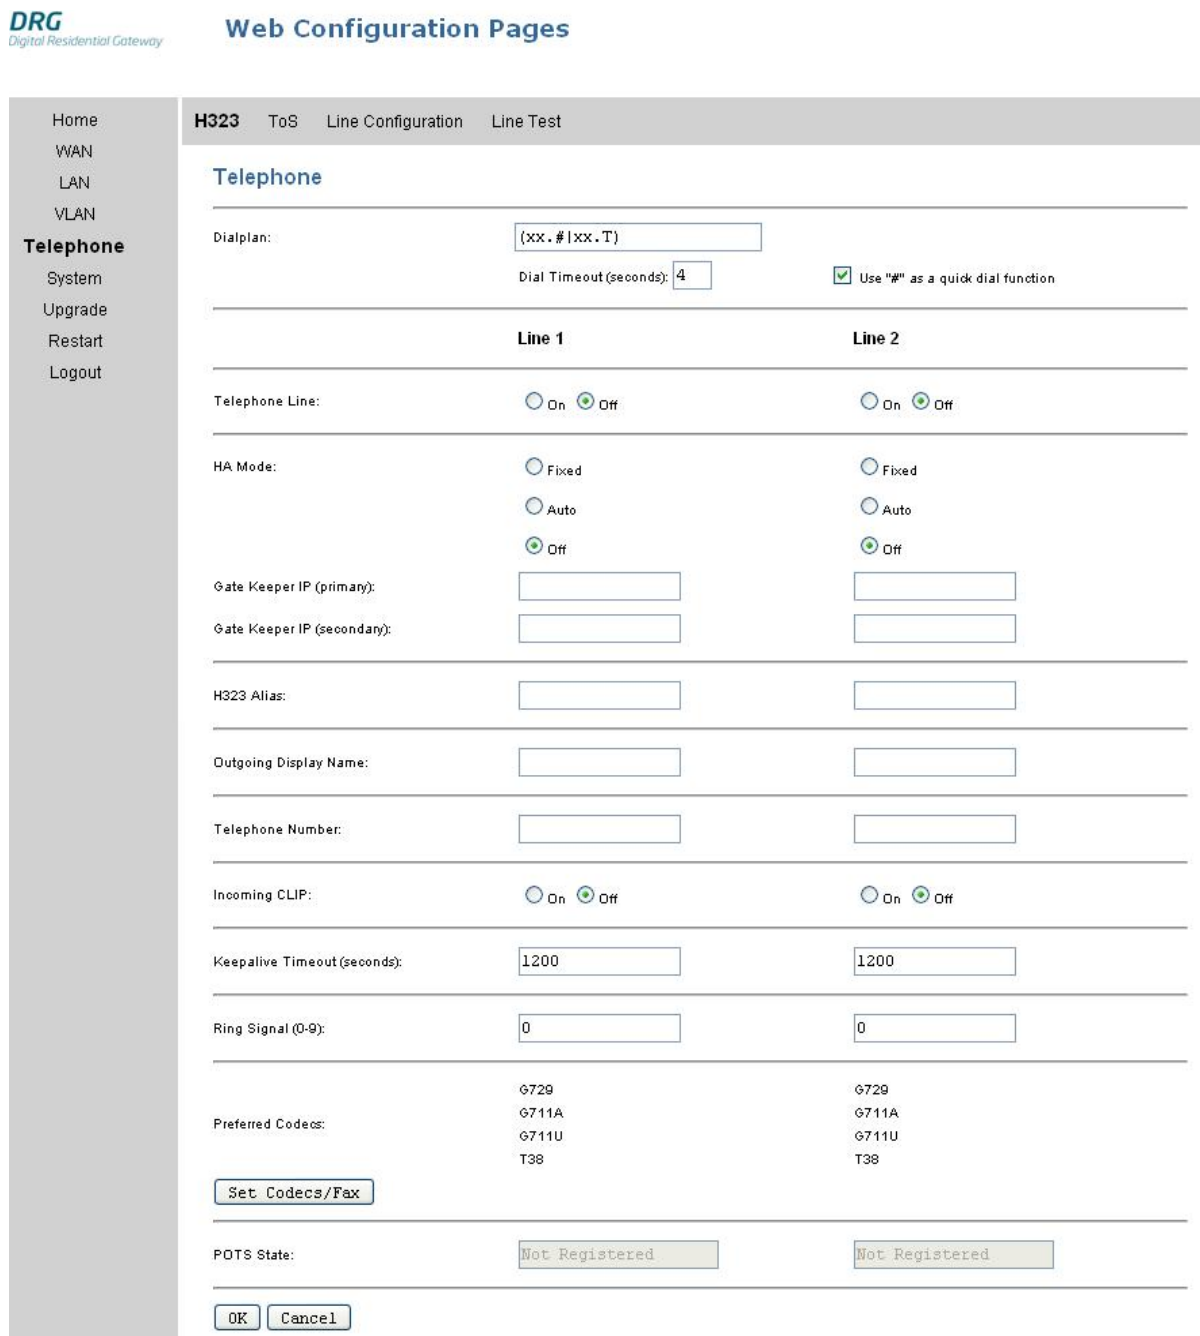 DRG
Digital Residential Gateway
Web Configuration Pages
Home
WAN
LAN
VLAN
Telephone
System
Upgrade
Restart
Logout
H323 ToS Line Configuration Line Test
Telephone
Dialplan: (xx.#|xx.T)
Dial Timeout (seconds): 4 Use "#" as a quick dial function
Line 1 Line 2
Telephone Line: On Off On Off
HA Mode: Fixed Fixed
Auto Auto
Off Off
Gate Keeper IP (primary):
Gate Keeper IP (secondary):
H323 Alias:
Outgoing Display Name:
Telephone Number:
Incoming CLIP: On Off On Off
Keepalive Timeout (seconds): 1200 1200
Ring Signal (0-9): 0 0
Preferred Codecs:
G729 G729
G711A G711A
G711U G711U
T38 T38
Set Codecs/Fax
POTS State: Not Registered Not Registered
OK Cancel